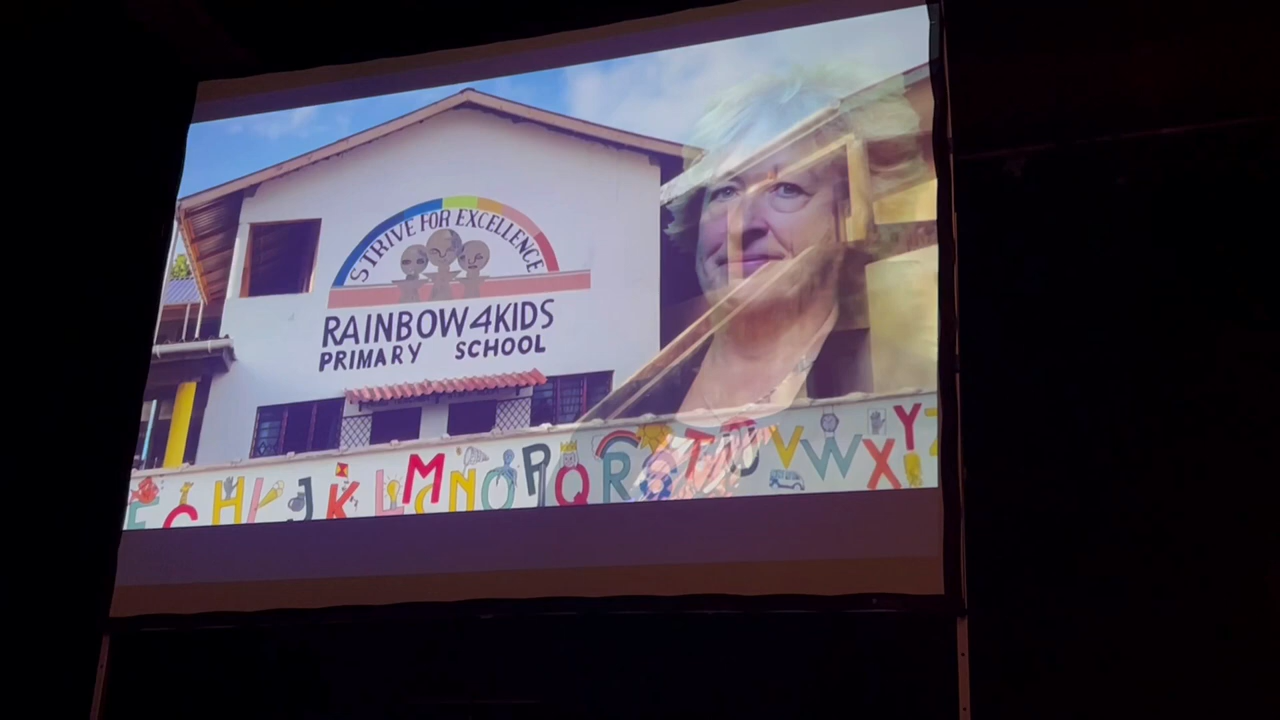 STRIVE FOR EXCELLENCE
RAINBOW4KIDS
PRIMARY SCHOOL
G H I J K L M N O P Q R S T U V W X Y Z